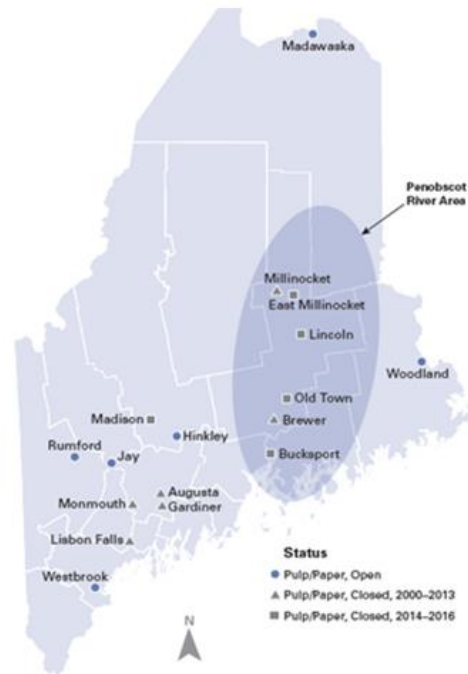 Madawaska
Penobscot
River Area
Millinocket
East Millinocket
Lincoln
Woodland
Old Town
Madison
Hinkley
Brewer
Rumford
Jay
Bucksport
Augusta
Monmouth
Gardiner
Lisbon Falls
Westbrook
Status
Pulp/Paper, Open
Pulp/Paper, Closed, 2000–2013
Pulp/Paper, Closed, 2014–2016
N